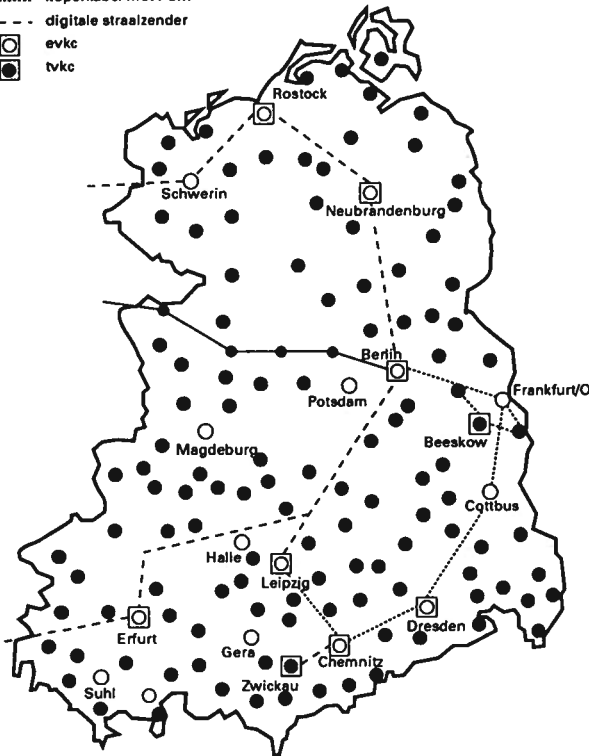 digitale straalzender
evkc
tvkc
Rostock
Schwerin
Neubrandenburg
Berlin
Frankfurt/O
Potsdam
Beeskow
Magdeburg
Cottbus
Halle
Leipzig
Dresden
Erfurt
Gera
Chemnitz
Zwickau
Suhl